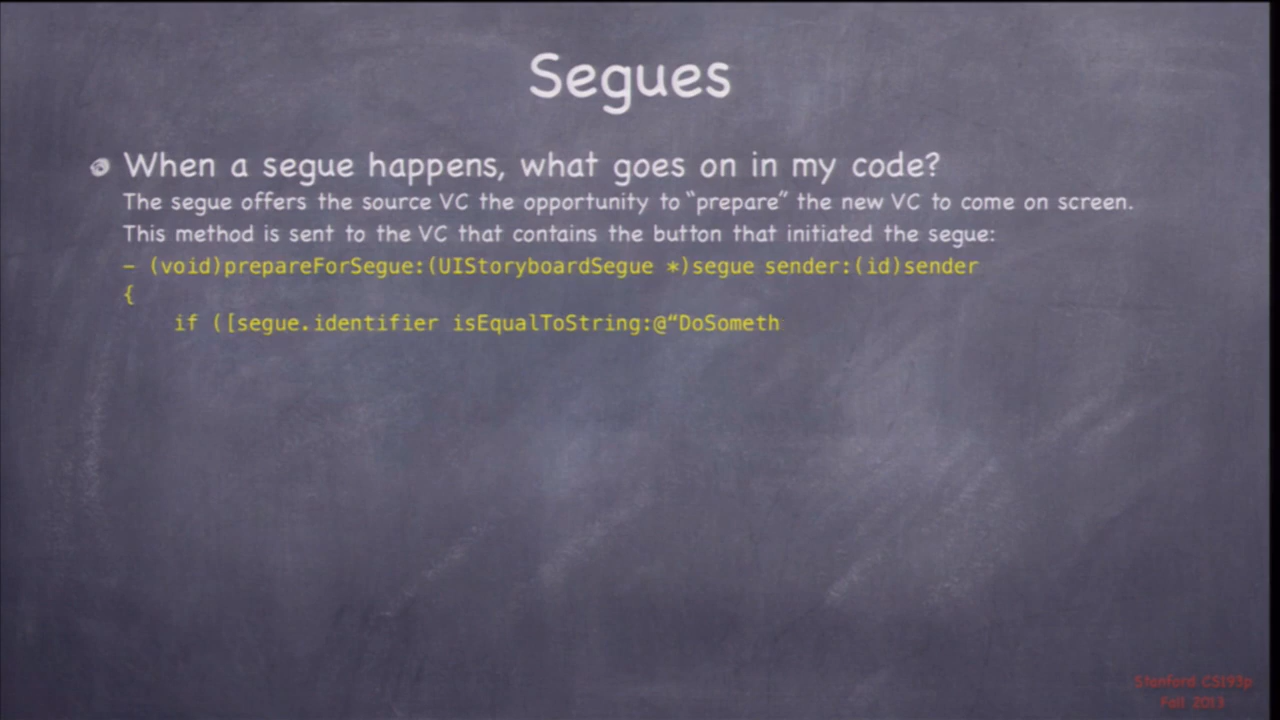 Segues
When a segue happens, what goes on in my code?
The segue offers the source VC the opportunity to “prepare” the new VC to come on screen.
This method is sent to the VC that contains the button that initiated the segue:
- (void)prepareForSegue:(UIStoryboardSegue *)segue sender:(id)sender
{
if ([segue.identifier isEqualToString:@“DoSometh
Stanford CS193p
Fall 2013